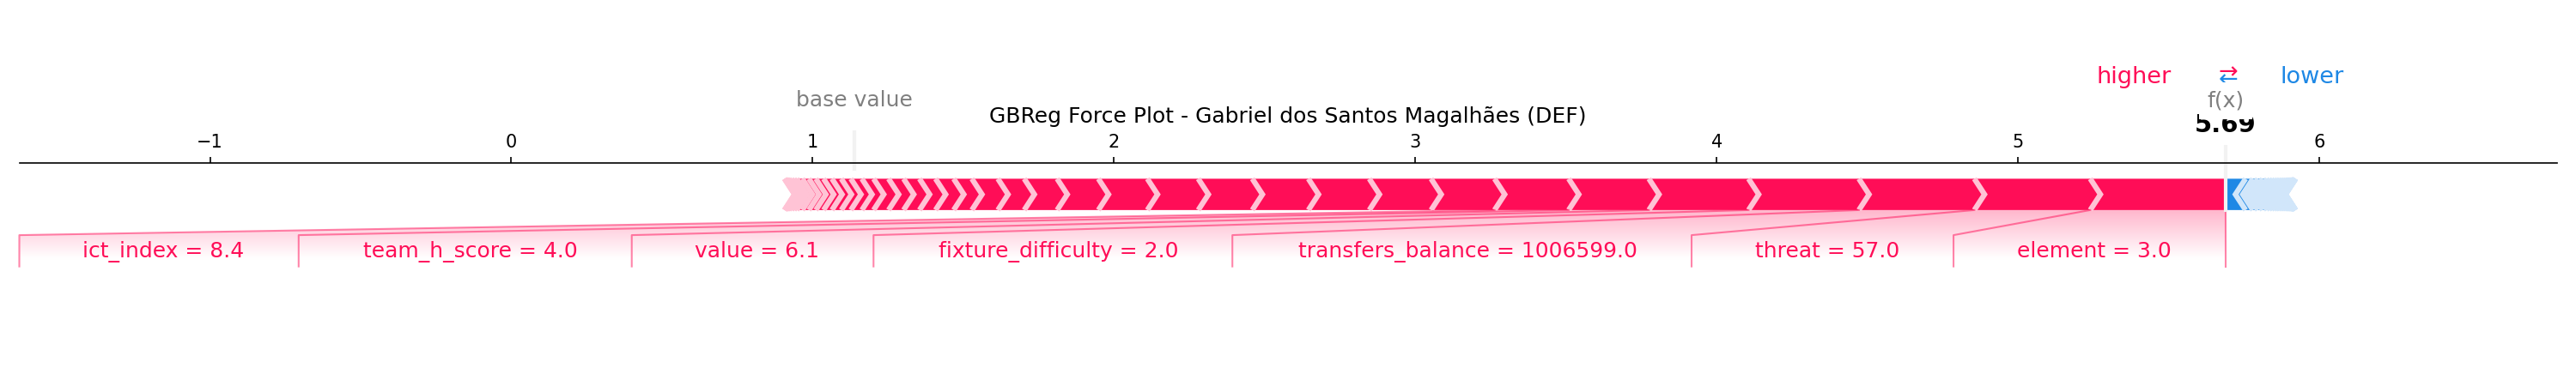 higher ⇄ lower
base value
f(x)
GBReg Force Plot - Gabriel dos Santos Magalhães (DEF)
5.69
−1 0 1 2 3 4 5 6
ict_index = 8.4 team_h_score = 4.0 value = 6.1 fixture_difficulty = 2.0 transfers_balance = 1006599.0 threat = 57.0 element = 3.0